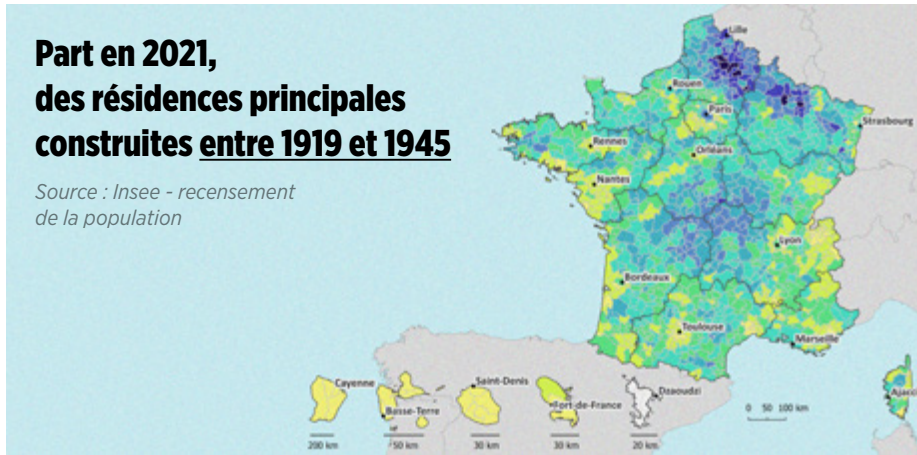 Part en 2021,
des résidences principales
construites entre 1919 et 1945
Source : Insee - recensement
de la population
Lille
Rouen
Paris
Strasbourg
Rennes
Orléans
Nantes
Lyon
Bordeaux
Toulouse
Marseille
Cayenne
Saint-Denis
Dzaoudzi
Basse-Terre
Fort-de-France
0 50 100 km
Ajacci
200 km
50 km
30 km
30 km
20 km